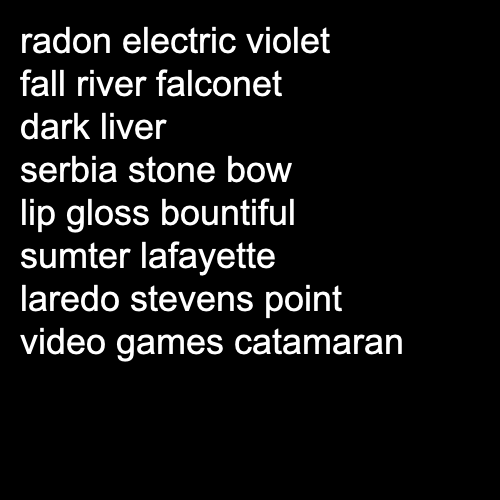 radon electric violet
fall river falconet
dark liver
serbia stone bow
lip gloss bountiful
sumter lafayette
laredo stevens point
video games catamaran